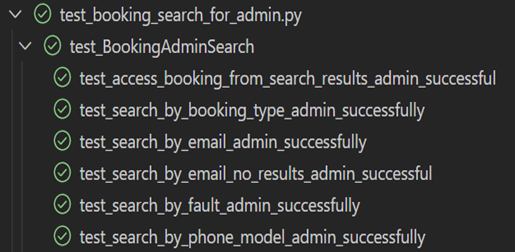 test_booking_search_for_admin.py
test_BookingAdminSearch
test_access_booking_from_search_results_admin_successful
test_search_by_booking_type_admin_successfully
test_search_by_email_admin_successfully
test_search_by_email_no_results_admin_successful
test_search_by_fault_admin_successfully
test_search_by_phone_model_admin_successfully